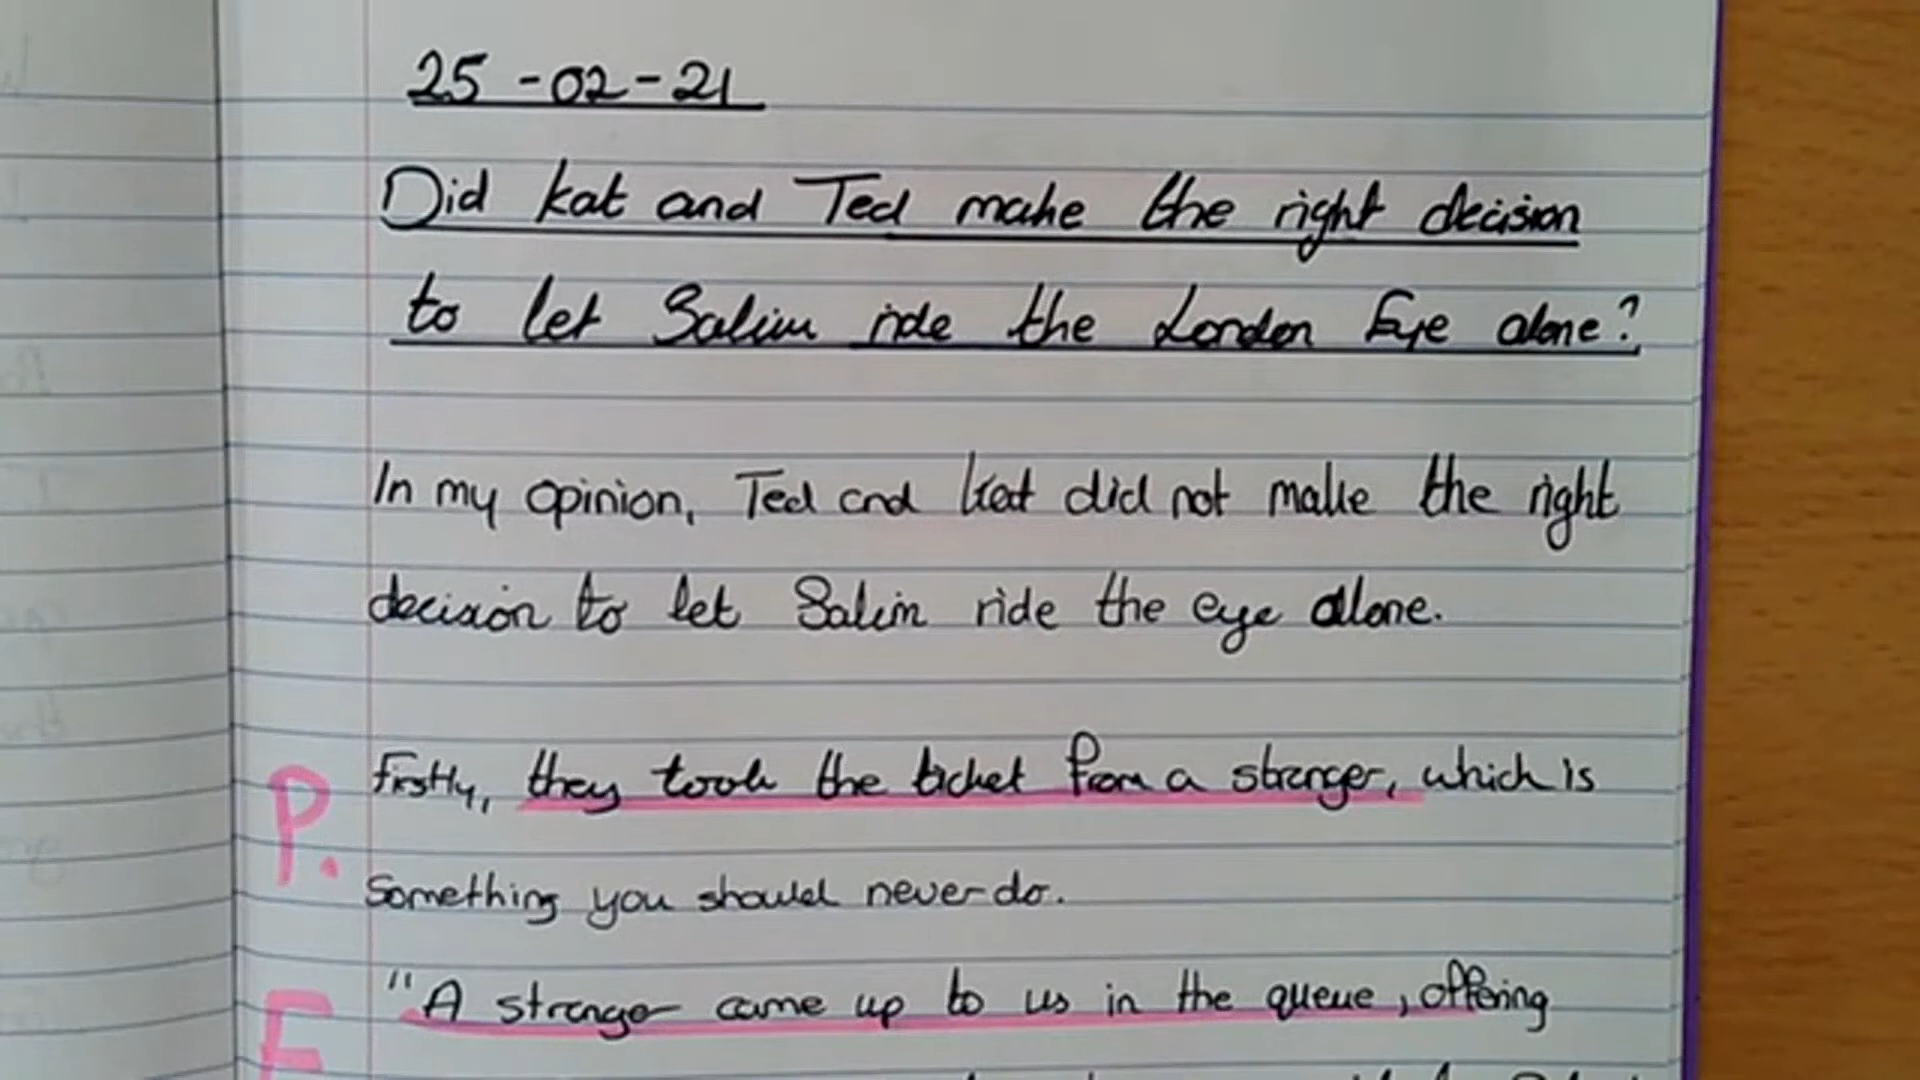 25-02-21
Did Kat and Ted make the right decision
to let Salim ride the London Eye alone?
In my opinion, Ted and Kat did not make the right
decision to let Salim ride the eye alone.
P. Firstly, they took the ticket from a stranger, which is
Something you should never do.
E "A stranger came up to us in the queue, offering